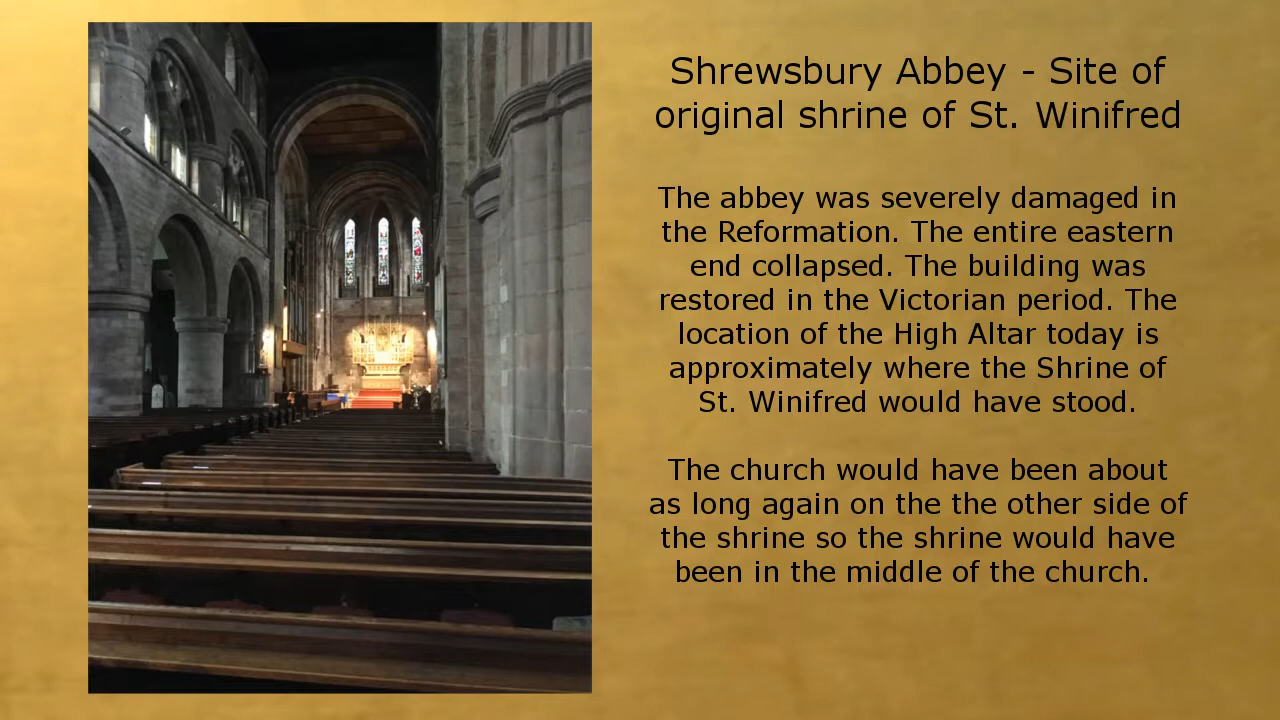 Shrewsbury Abbey - Site of
original shrine of St. Winifred
The abbey was severely damaged in
the Reformation. The entire eastern
end collapsed. The building was
restored in the Victorian period. The
location of the High Altar today is
approximately where the Shrine of
St. Winifred would have stood.
The church would have been about
as long again on the the other side of
the shrine so the shrine would have
been in the middle of the church.